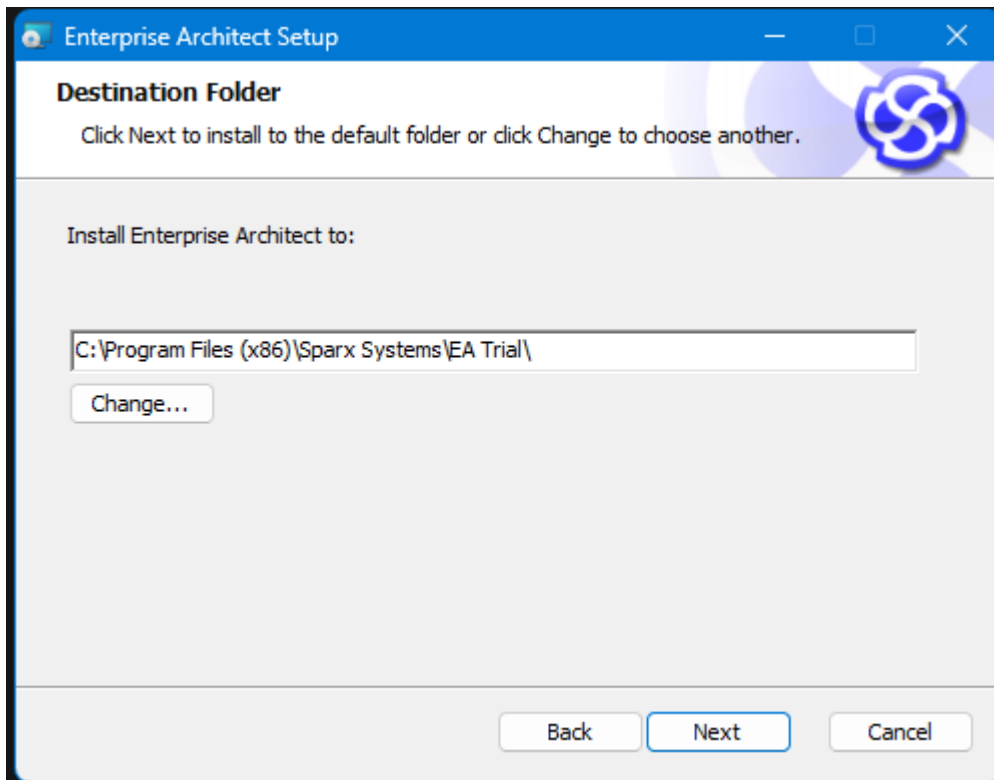 Enterprise Architect Setup
Destination Folder
Click Next to install to the default folder or click Change to choose another.
Install Enterprise Architect to:
C:\Program Files (x86)\Sparx Systems\EA Trial\
Change...
Back Next Cancel